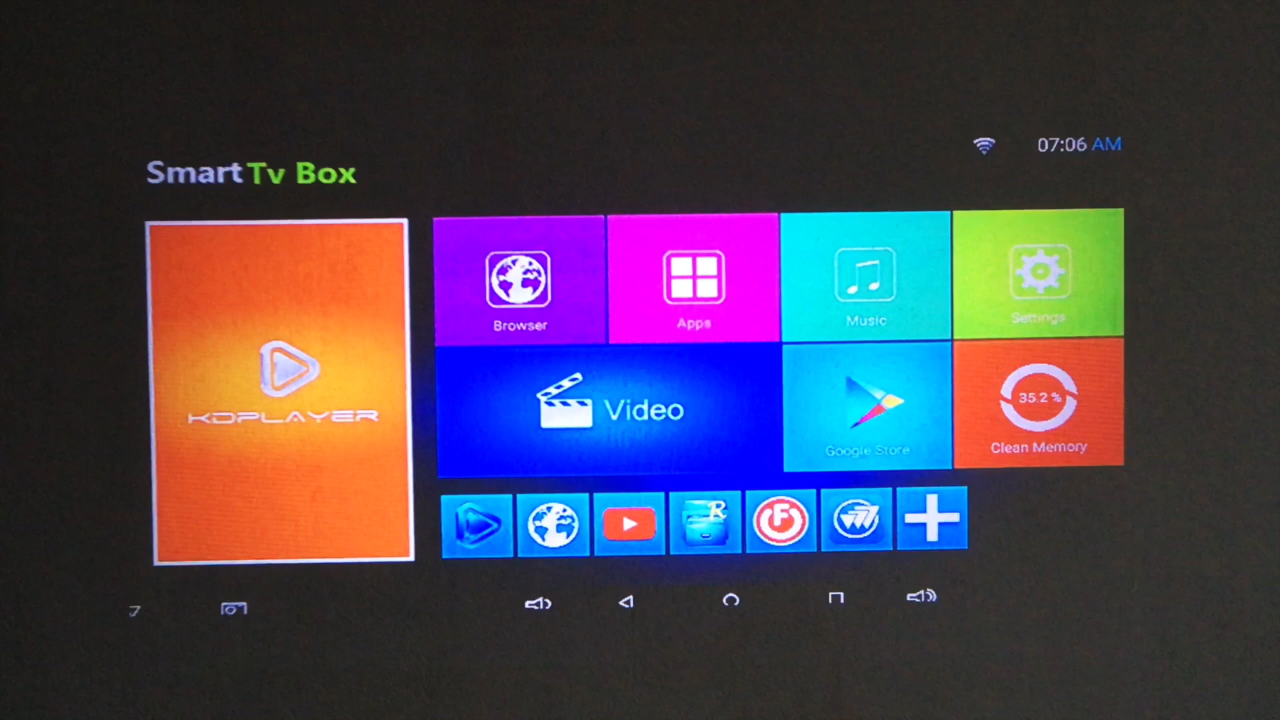 07:06 AM
Smart Tv Box
KDPLAYER
Browser
Apps
Music
Settings
Video
Google Store
35.2 %
Clean Memory
R
F